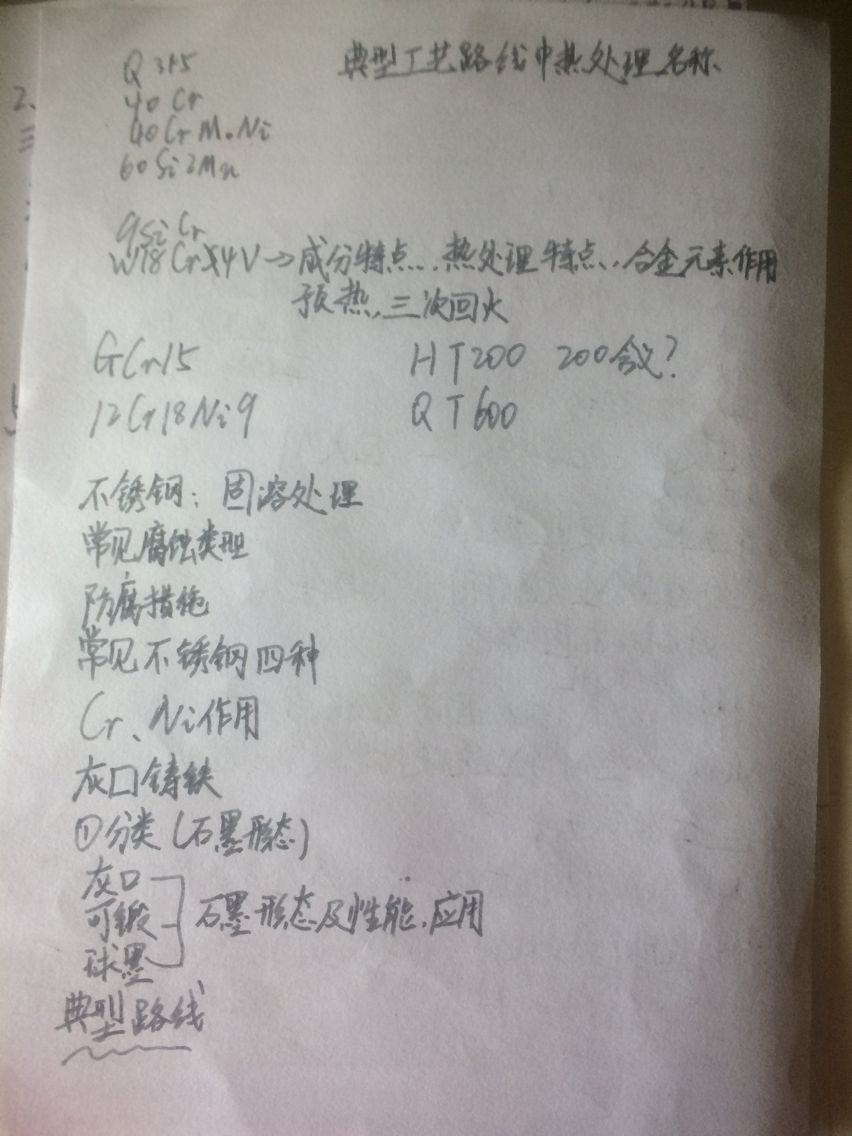 典型工艺路线中热处理名称
Q 345
40 Cr
40CrMoNi
60Si2Mn
9SiCr
W18Cr4V→成分特点、热处理特点、合金元素作用
预热,三次回火
GCr15 HT200 200含义?
12Cr18Ni9 QT600
不锈钢:固溶处理
常见腐蚀类型
防腐措施
常见不锈钢四种
Cr、Ni作用
灰口铸铁
①分类(石墨形态)
灰口
可锻 石墨形态及性能,应用
球墨
典型路线